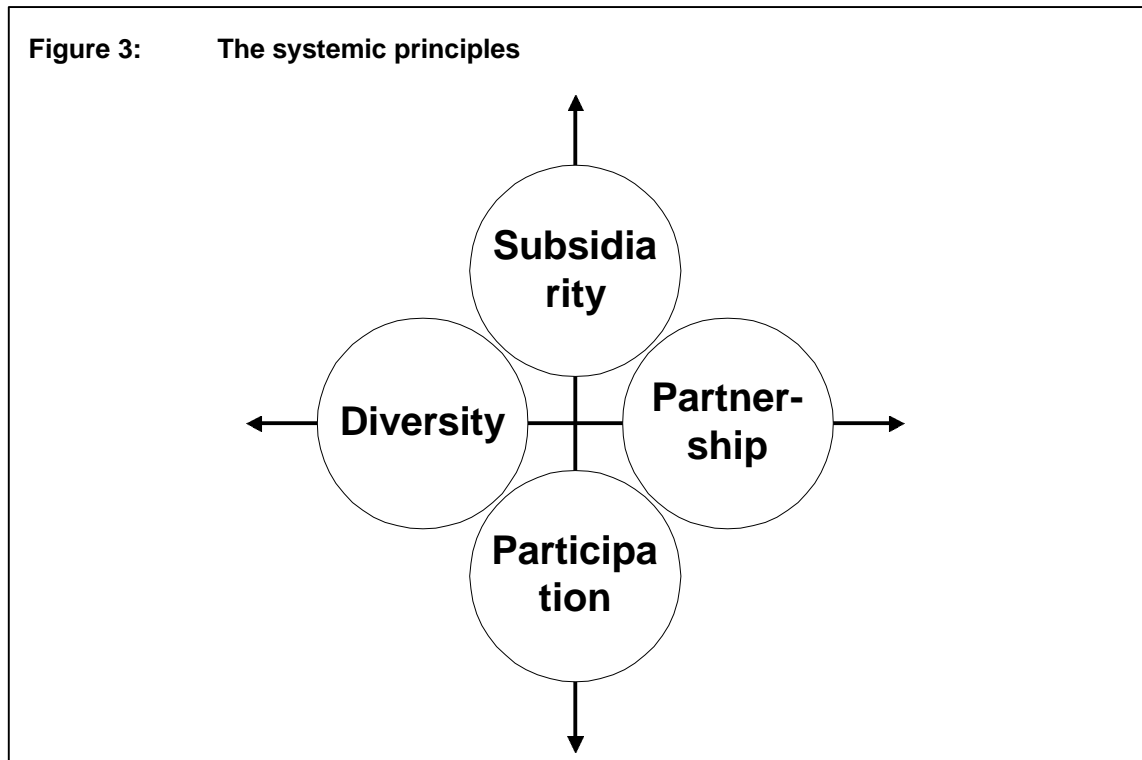 Figure 3: The systemic principles
Subsidia
rity
Diversity
Partner-
ship
Participa
tion